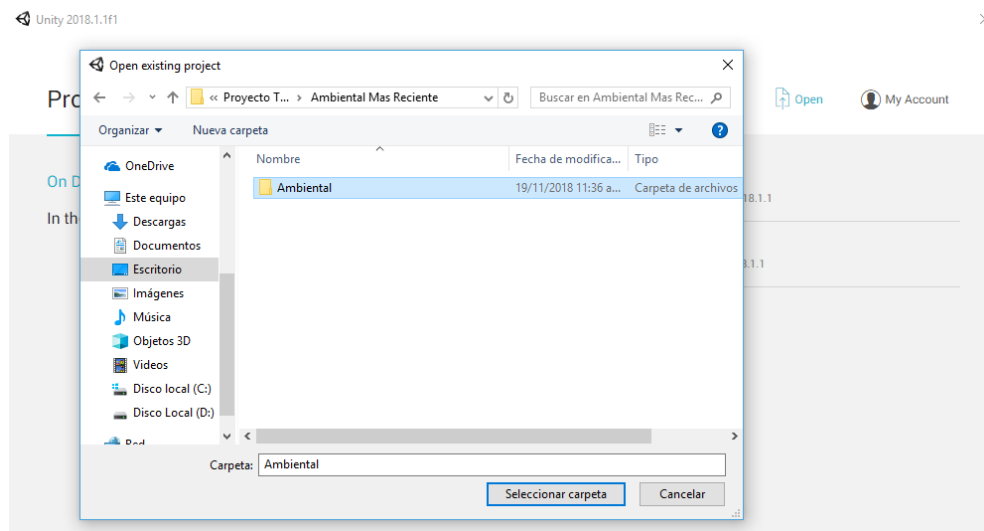 Unity 2018.1.1f1
Open existing project
Pro
« Proyecto T... › Ambiental Mas Reciente
Buscar en Ambiental Mas Rec...
Open
My Account
Organizar
Nueva carpeta
?
OneDrive
Nombre
Fecha de modifica...
Tipo
Ambiental
19/11/2018 11:36 a...
Carpeta de archivos
On D
In th
Este equipo
18.1.1
Descargas
Documentos
Escritorio
.1.1
Imágenes
Música
Objetos 3D
Videos
Disco local (C:)
Disco Local (D:)
Red
Carpeta: Ambiental
Seleccionar carpeta
Cancelar